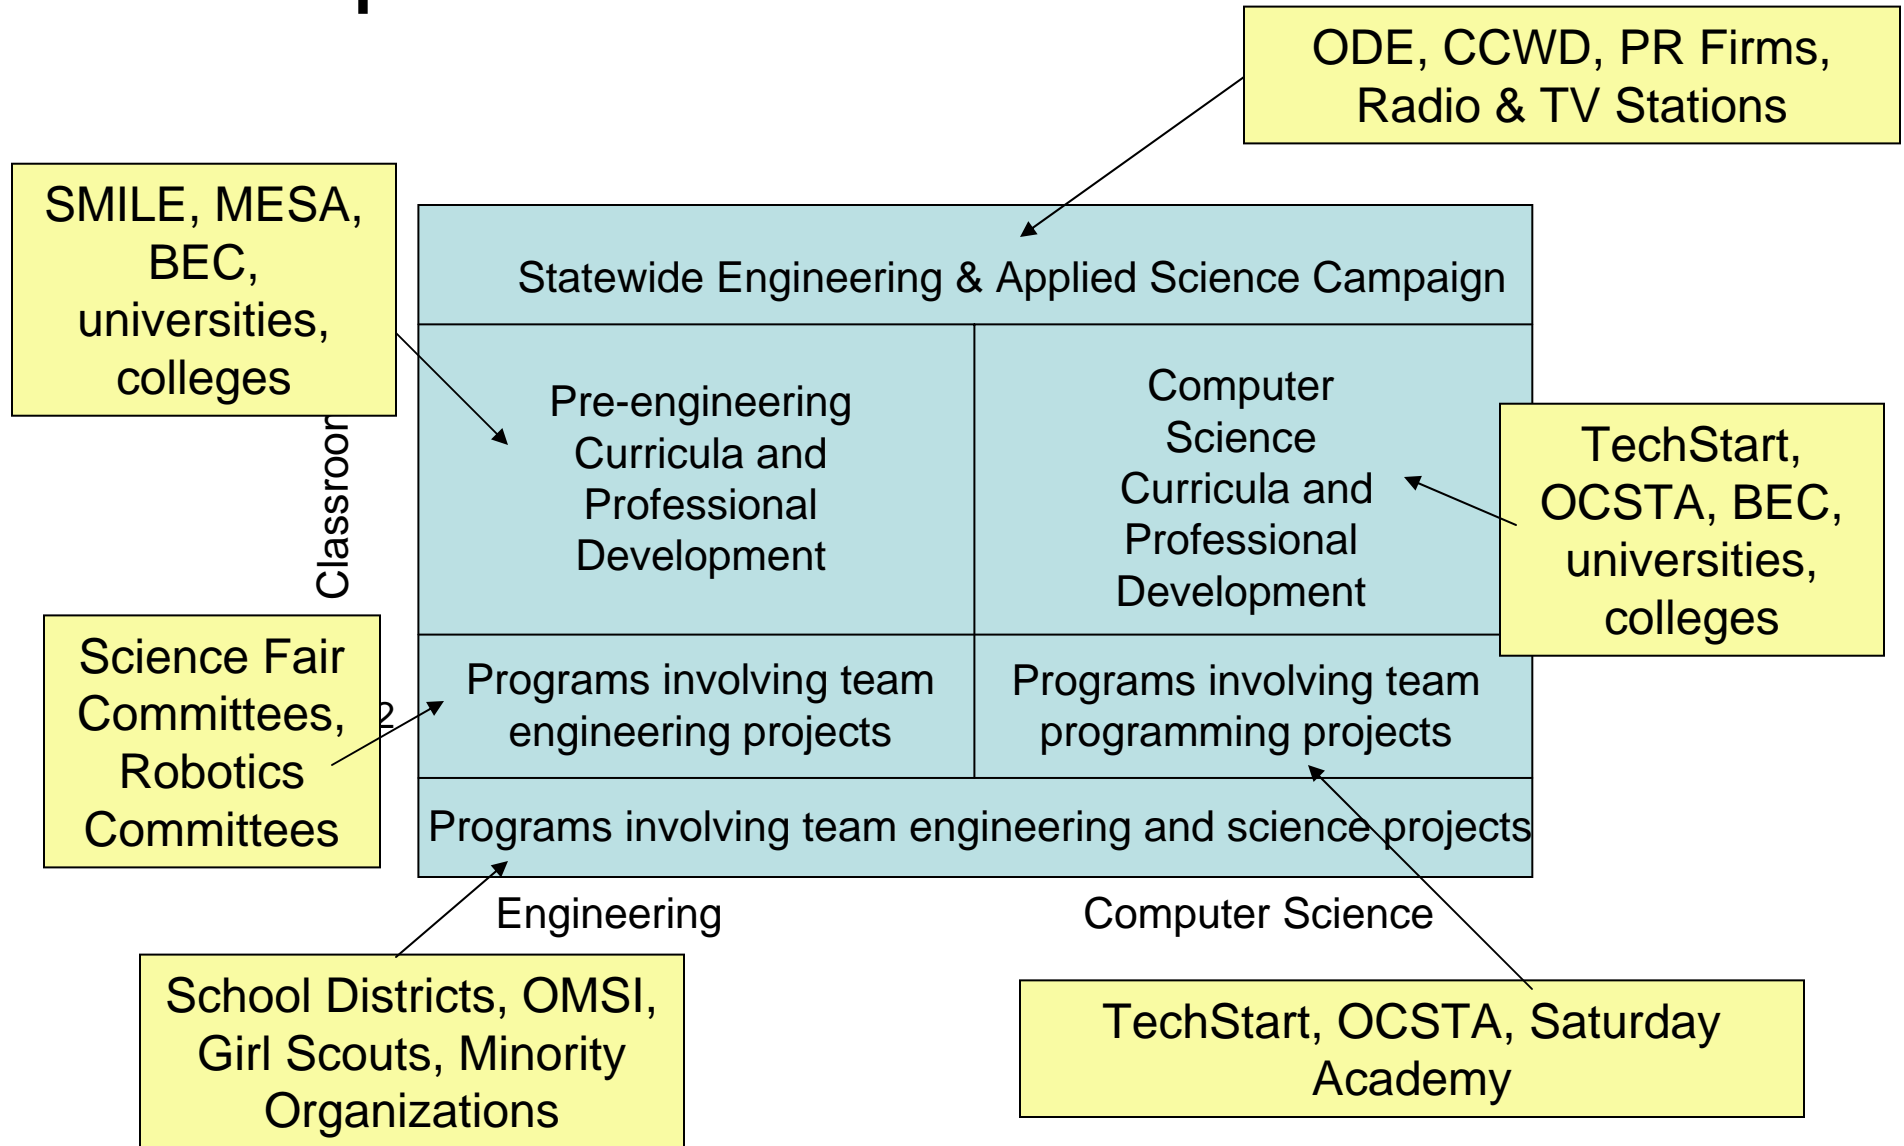 ODE, CCWD, PR Firms,
Radio & TV Stations
SMILE, MESA,
BEC,
universities,
colleges
Statewide Engineering & Applied Science Campaign
Pre-engineering
Curricula and
Professional
Development
Computer
Science
Curricula and
Professional
Development
TechStart,
OCSTA, BEC,
universities,
colleges
Science Fair
Committees,
Robotics
Committees
2
Programs involving team
engineering projects
Programs involving team
programming projects
Programs involving team engineering and science projects
Engineering
Computer Science
School Districts, OMSI,
Girl Scouts, Minority
Organizations
TechStart, OCSTA, Saturday
Academy